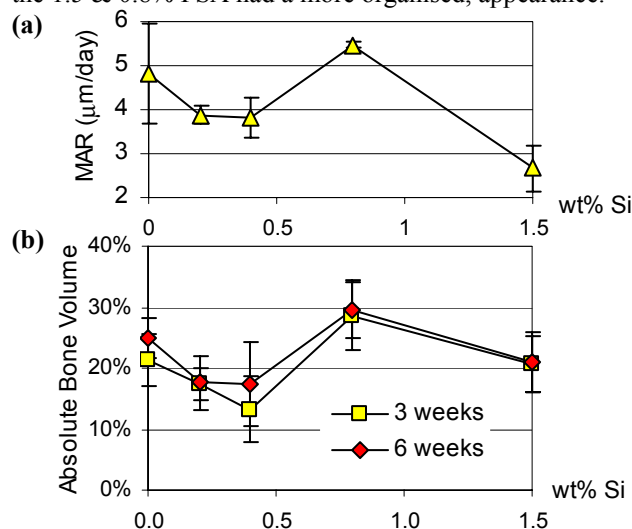 the 1.5 & 0.8% PSA had a more organised, appearance.
(a)
MAR (μm/day)
6
5
4
3
2
0
0.5
1
1.5
wt% Si
(b)
Absolute Bone Volume
40%
30%
20%
10%
0%
3 weeks
6 weeks
0.0
0.5
1.0
1.5
wt% Si